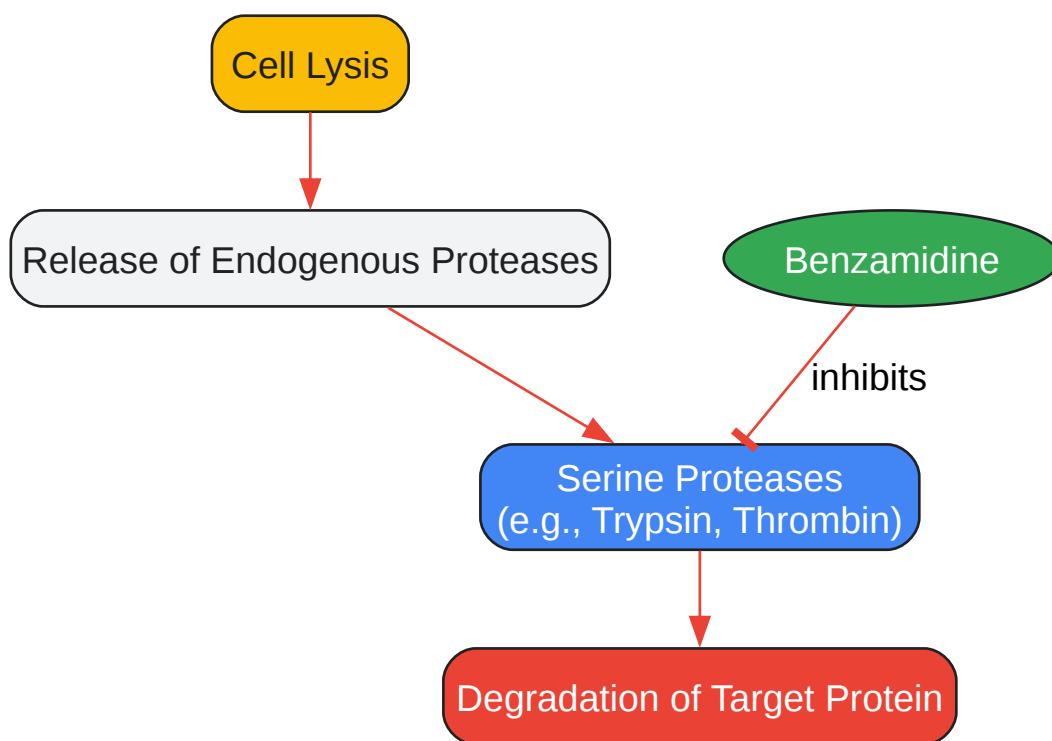 Cell Lysis
Release of Endogenous Proteases
Benzamidine
inhibits
Serine Proteases
(e.g., Trypsin, Thrombin)
Degradation of Target Protein